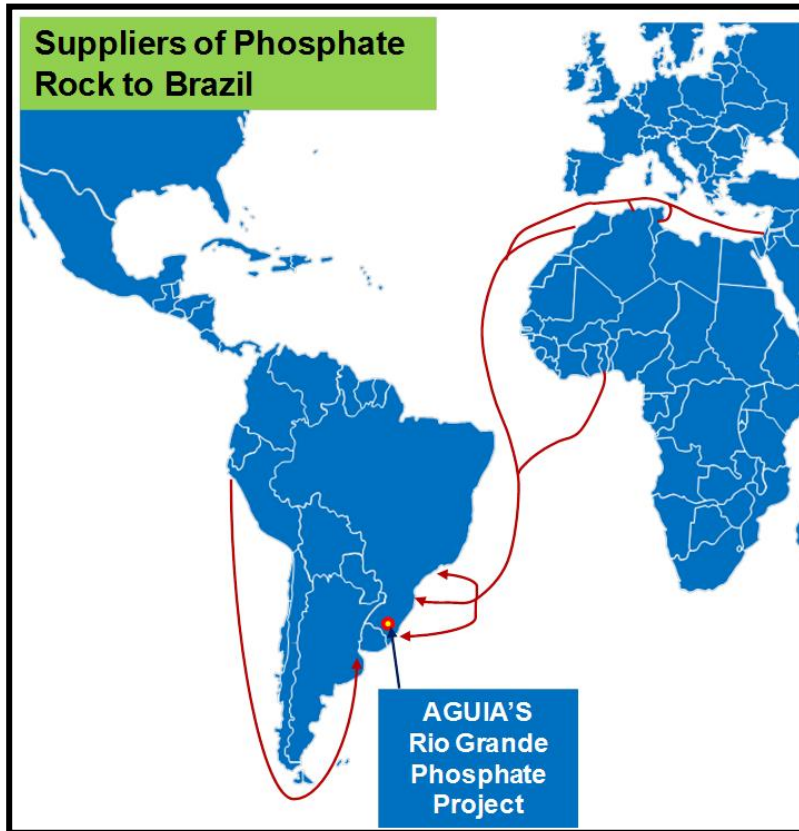 Suppliers of Phosphate
Rock to Brazil
AGUIA'S
Rio Grande
Phosphate
Project